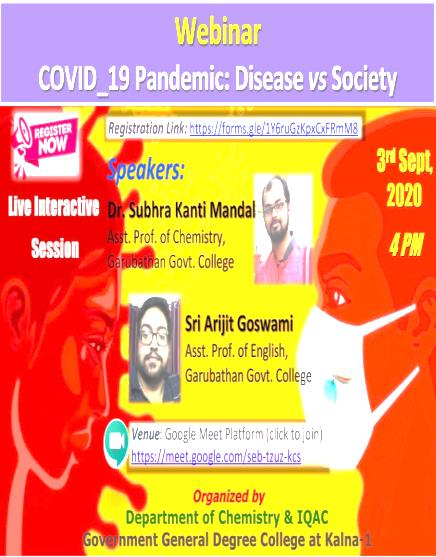 Webinar
COVID_19 Pandemic: Disease vs Society
REGISTER
NOW
Registration Link: https://forms.gle/1Y6ruGzKpxCxFRmM8
3rd Sept,
2020
4 PM
Live Interactive
Session
Speakers:
Dr. Subhra Kanti Mandal
Asst. Prof. of Chemistry,
Garubathan Govt. College
Sri Arijit Goswami
Asst. Prof. of English,
Garubathan Govt. College
Venue: Google Meet Platform (click to join)
https://meet.google.com/seb-tzuz-kcs
Organized by
Department of Chemistry & IQAC
Government General Degree College at Kalna-1